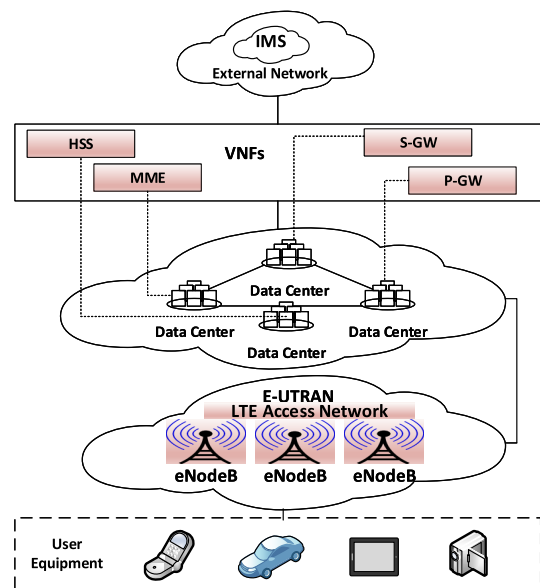 IMS
External Network
HSS
VNFs
S-GW
MME
P-GW
Data Center
Data Center
Data Center
Data Center
E-UTRAN
LTE Access Network
eNodeB
eNodeB
eNodeB
User
Equipment